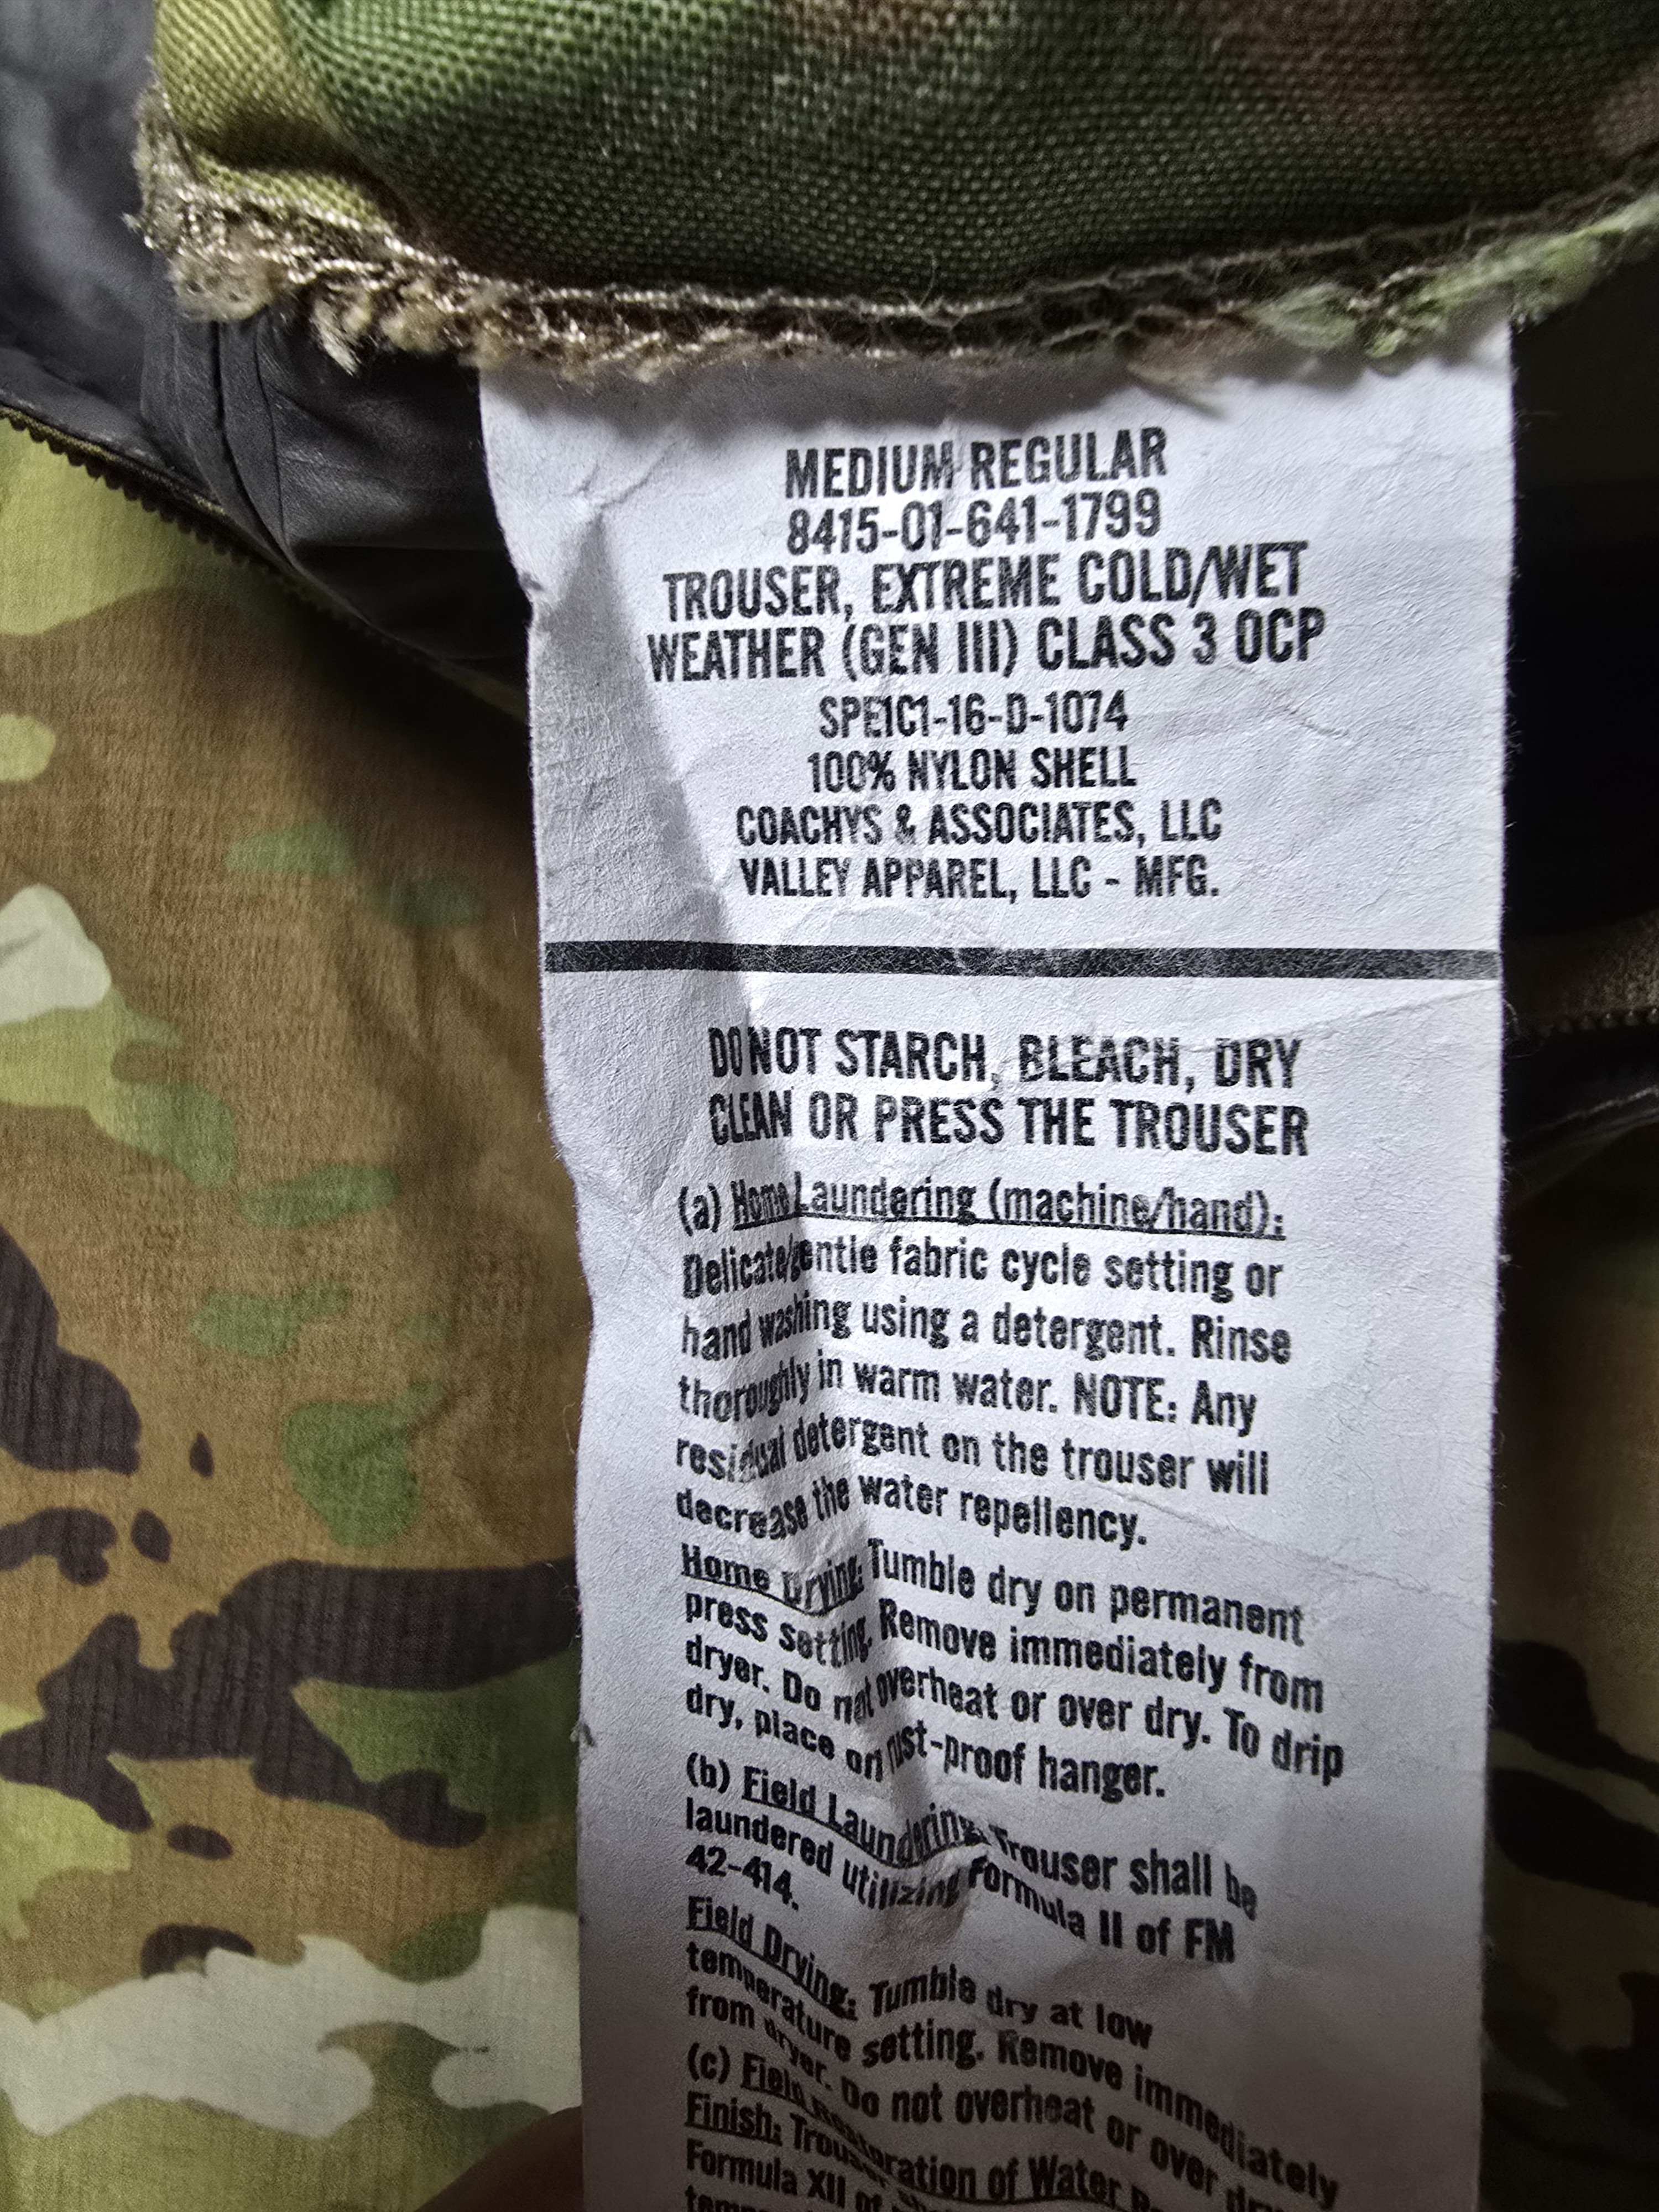 MEDIUM REGULAR
8415-01-641-1799
TROUSER, EXTREME COLD/WET
WEATHER (GEN III) CLASS 3 OCP
SPE1C1-16-D-1074
100% NYLON SHELL
COACHYS & ASSOCIATES, LLC
VALLEY APPAREL, LLC - MFG.
DO NOT STARCH, BLEACH, DRY
CLEAN OR PRESS THE TROUSER
(a) Home Laundering (machine/hand):
Delicate/gentle fabric cycle setting or
hand washing using a detergent. Rinse
thoroughly in warm water. NOTE: Any
residual detergent on the trouser will
decrease the water repellency.
Home Drying: Tumble dry on permanent
press setting. Remove immediately from
dryer. Do not overheat or over dry. To drip
dry, place on rust-proof hanger.
(b) Field Laundering: Trouser shall be
laundered utilizing Formula II of FM
42-414.
Field Drying: Tumble dry at low
temperature setting. Remove immediately
from dryer. Do not overheat or over
(c) Field Restoration of Water
Finish: Trouser
Formula XII of